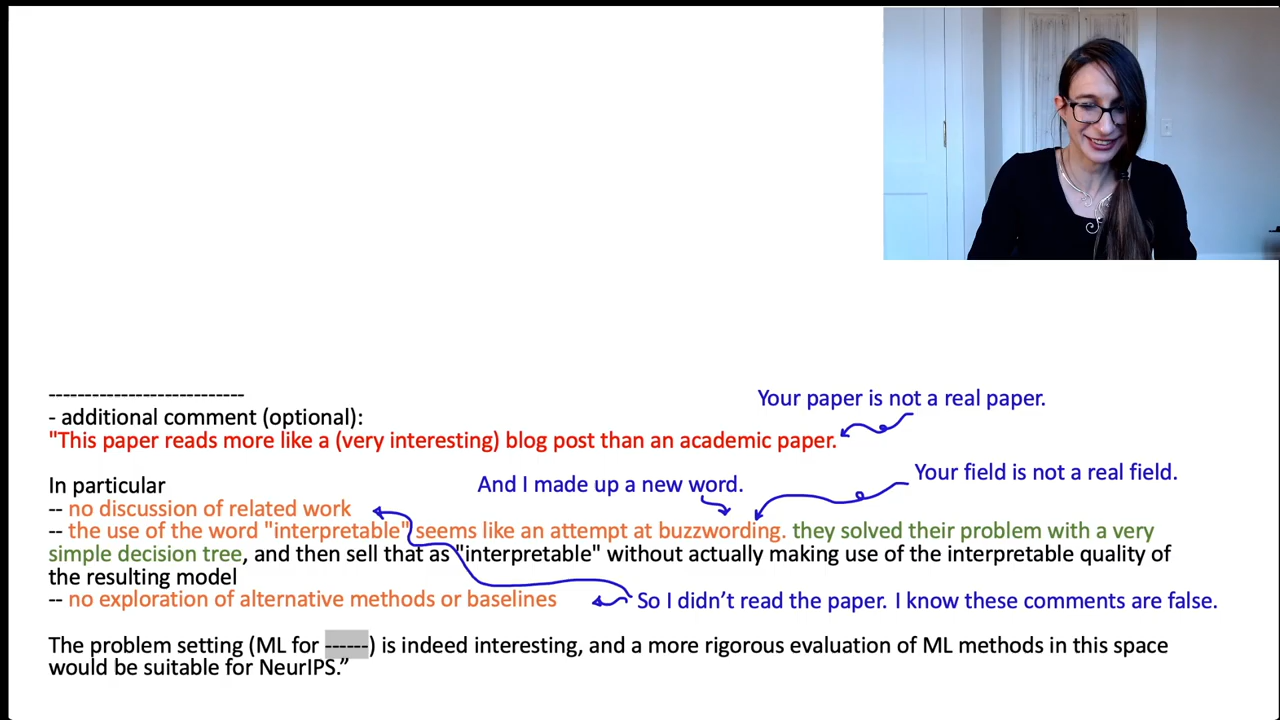 ---------------------------
- additional comment (optional):
Your paper is not a real paper.
"This paper reads more like a (very interesting) blog post than an academic paper.
In particular
And I made up a new word.
Your field is not a real field.
-- no discussion of related work
-- the use of the word "interpretable" seems like an attempt at buzzwording. they solved their problem with a very
simple decision tree, and then sell that as "interpretable" without actually making use of the interpretable quality of
the resulting model
-- no exploration of alternative methods or baselines
So I didn’t read the paper. I know these comments are false.
The problem setting (ML for ------) is indeed interesting, and a more rigorous evaluation of ML methods in this space
would be suitable for NeurIPS.”